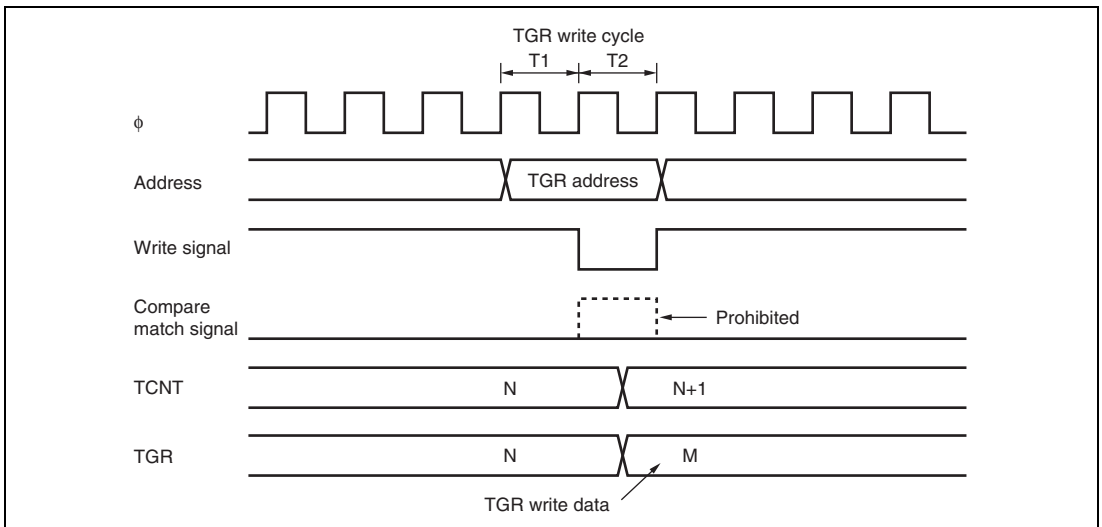 TGR write cycle
T1 T2
ϕ
Address TGR address
Write signal
Compare
match signal Prohibited
TCNT N N+1
TGR N M
TGR write data